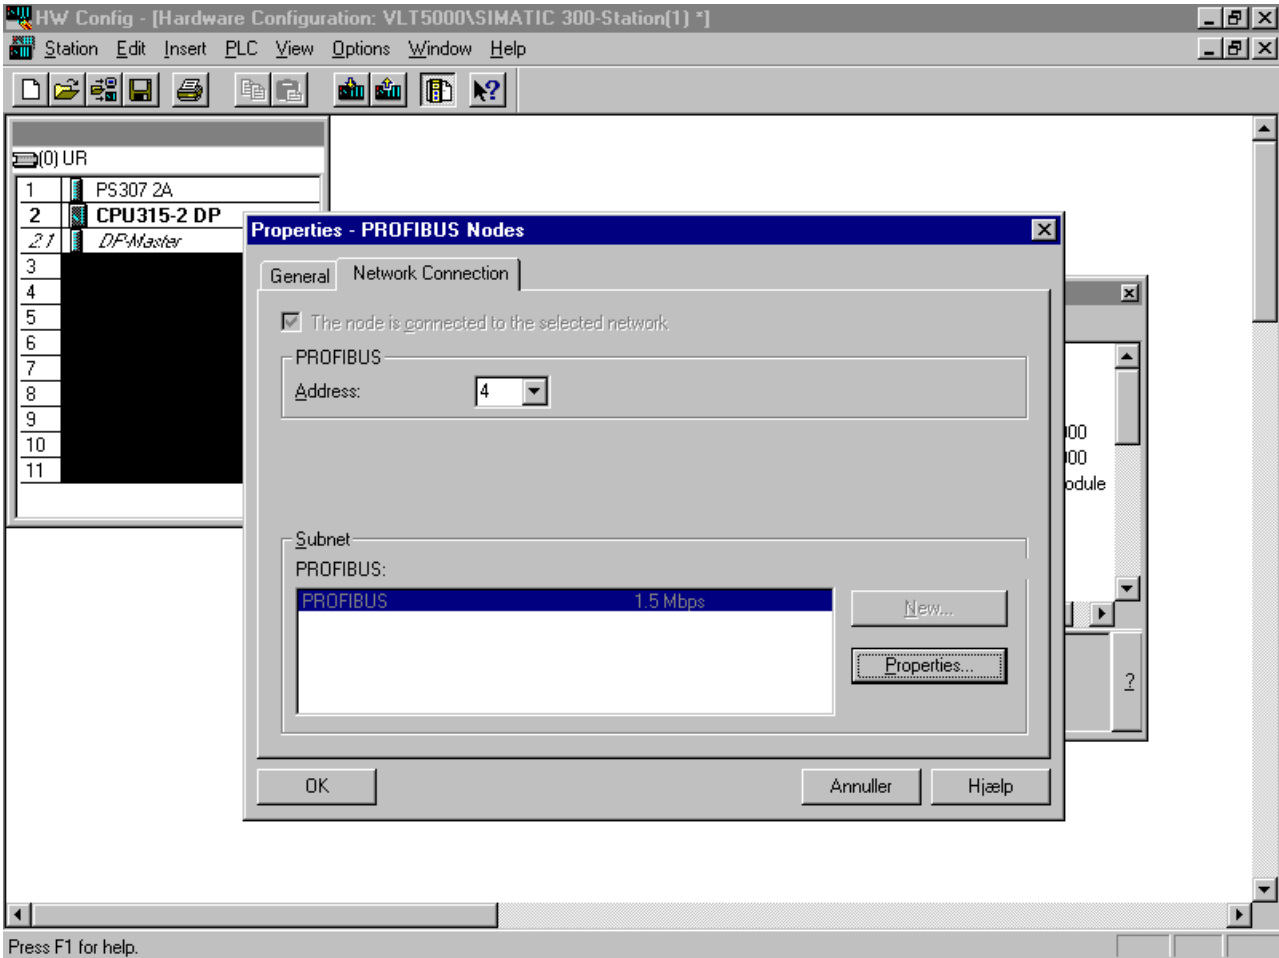 HW Config - [Hardware Configuration: VLT5000\SIMATIC 300-Station(1) *]
Station Edit Insert PLC View Options Window Help
(0) UR
1 PS307 2A
2 CPU315-2 DP
2.1 DP-Master
3
4
5
6
7
8
9
10
11
Properties - PROFIBUS Nodes
General Network Connection
The node is connected to the selected network
PROFIBUS
Address: 4
Subnet
PROFIBUS:
PROFIBUS 1.5 Mbps
New...
Properties...
OK Annuller Hjælp
000
000
odule
?
Press F1 for help.